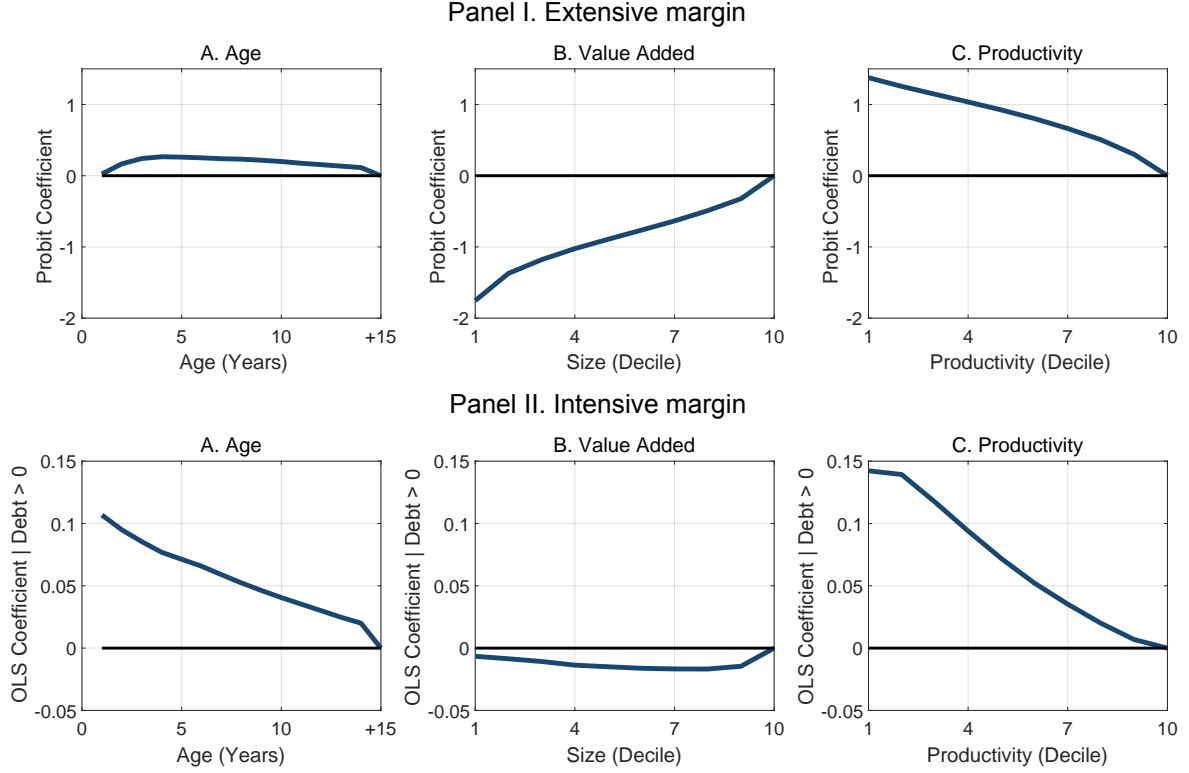 Panel I. Extensive margin
A. Age
B. Value Added
C. Productivity
Probit Coefficient
1
0
-1
-2
0
5
10
+15
Age (Years)
Probit Coefficient
1
0
-1
-2
1
4
7
10
Size (Decile)
Probit Coefficient
1
0
-1
-2
1
4
7
10
Productivity (Decile)
Panel II. Intensive margin
A. Age
B. Value Added
C. Productivity
OLS Coefficient | Debt > 0
0.15
0.1
0.05
0
-0.05
0
5
10
+15
Age (Years)
OLS Coefficient | Debt > 0
0.15
0.1
0.05
0
-0.05
1
4
7
10
Size (Decile)
OLS Coefficient | Debt > 0
0.15
0.1
0.05
0
-0.05
1
4
7
10
Productivity (Decile)